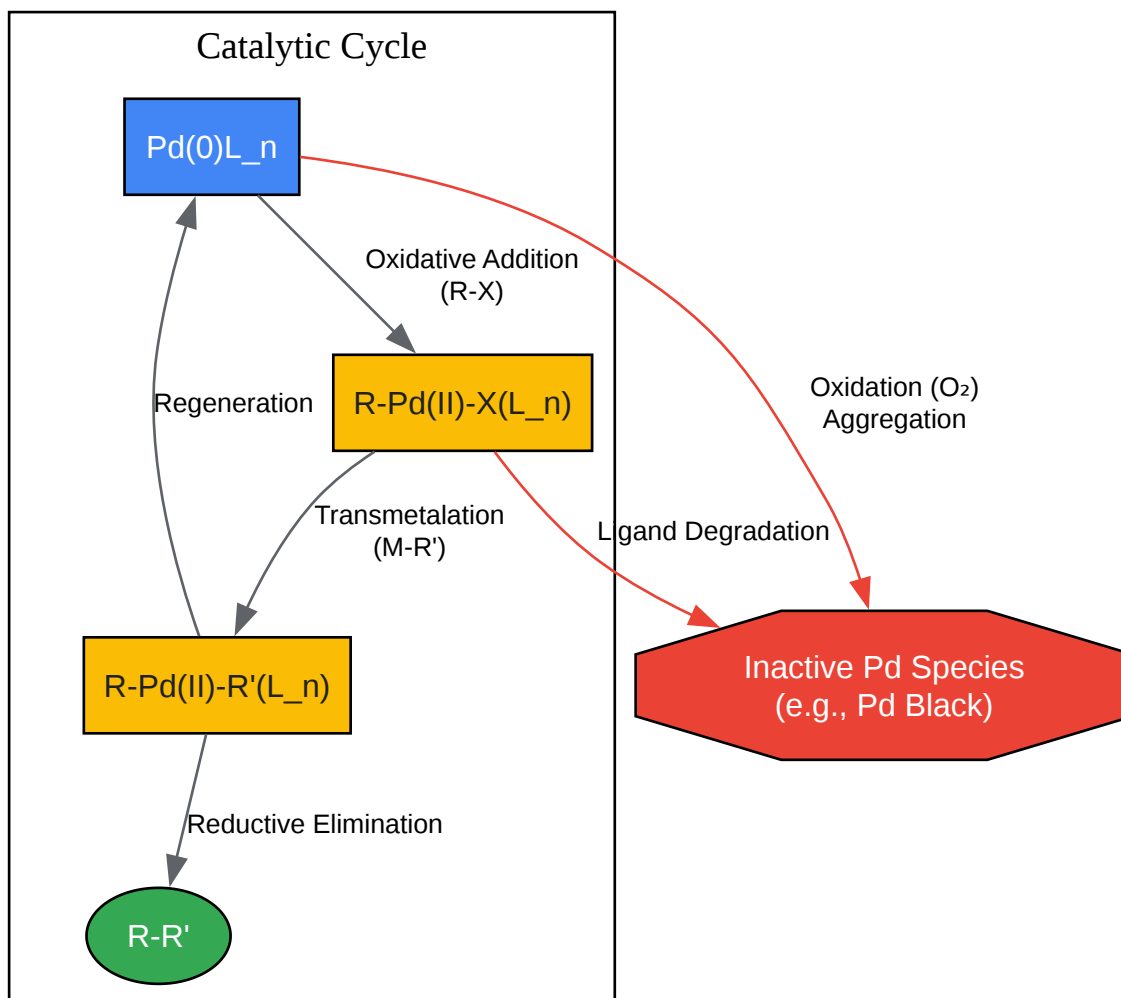 Catalytic Cycle
Pd(0)L_n
Oxidative Addition
(R-X)
Oxidation (O₂)
Aggregation
Regeneration
R-Pd(II)-X(L_n)
Transmetalation
(M-R')
Ligand Degradation
R-Pd(II)-R'(L_n)
Inactive Pd Species
(e.g., Pd Black)
Reductive Elimination
R-R'